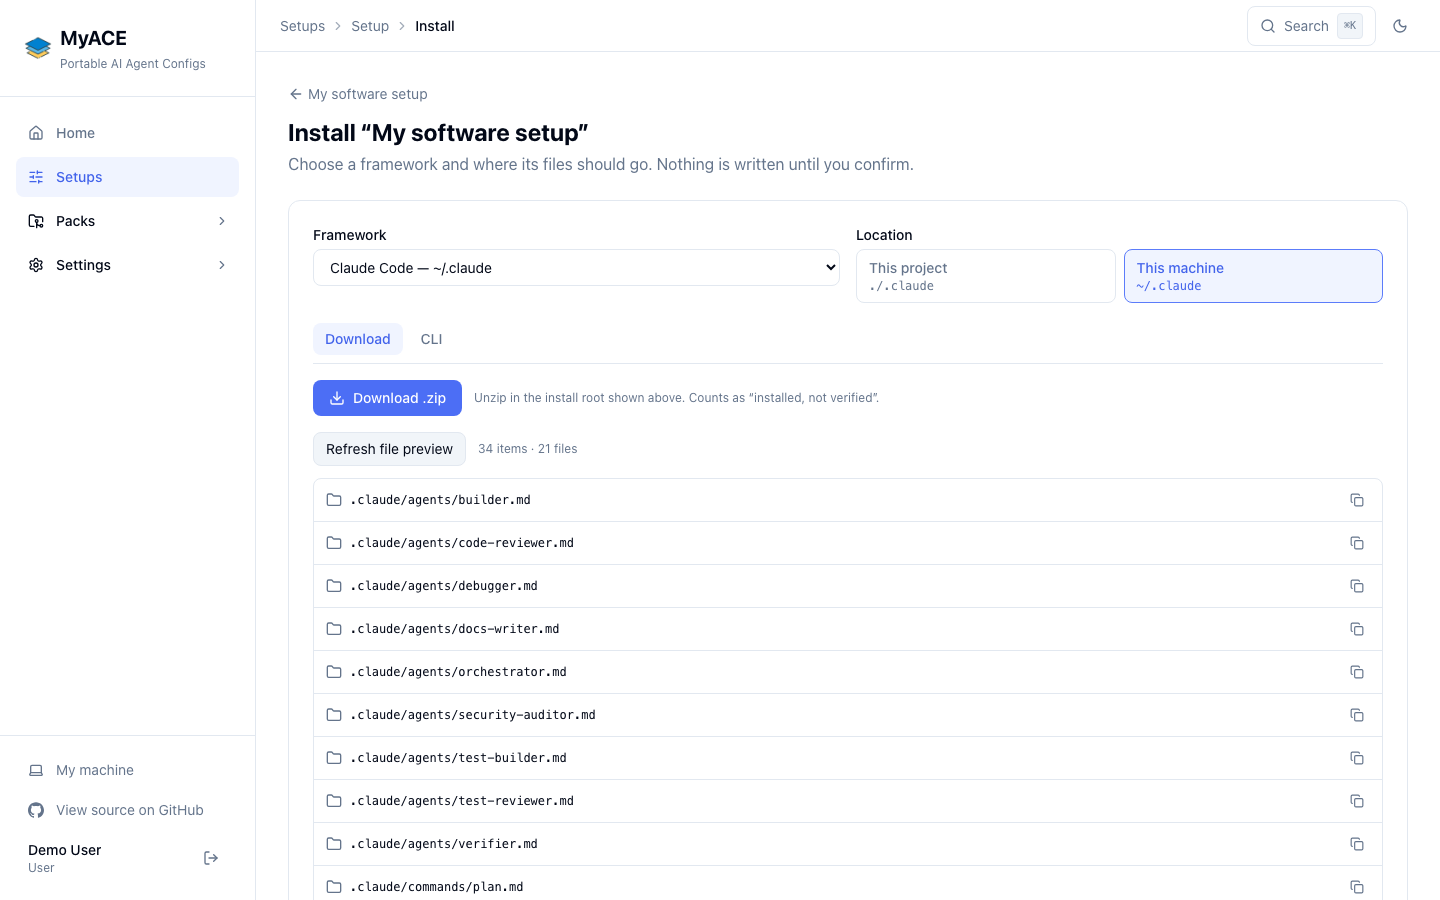 MyACE
Portable AI Agent Configs
Home
Setups
Packs
Settings
My machine
View source on GitHub
Demo User
User
Setups
Setup
Install
Search
⌘K
My software setup
Install “My software setup”
Choose a framework and where its files should go. Nothing is written until you confirm.
Framework
Claude Code — ~/.claude
Location
This project
././.claude
This machine
~/.claude
Download
CLI
Download .zip
Unzip in the install root shown above. Counts as “installed, not verified”.
Refresh file preview
34 items · 21 files
.claude/agents/builder.md
.claude/agents/code-reviewer.md
.claude/agents/debugger.md
.claude/agents/docs-writer.md
.claude/agents/orchestrator.md
.claude/agents/security-auditor.md
.claude/agents/test-builder.md
.claude/agents/test-reviewer.md
.claude/agents/verifier.md
.claude/commands/plan.md